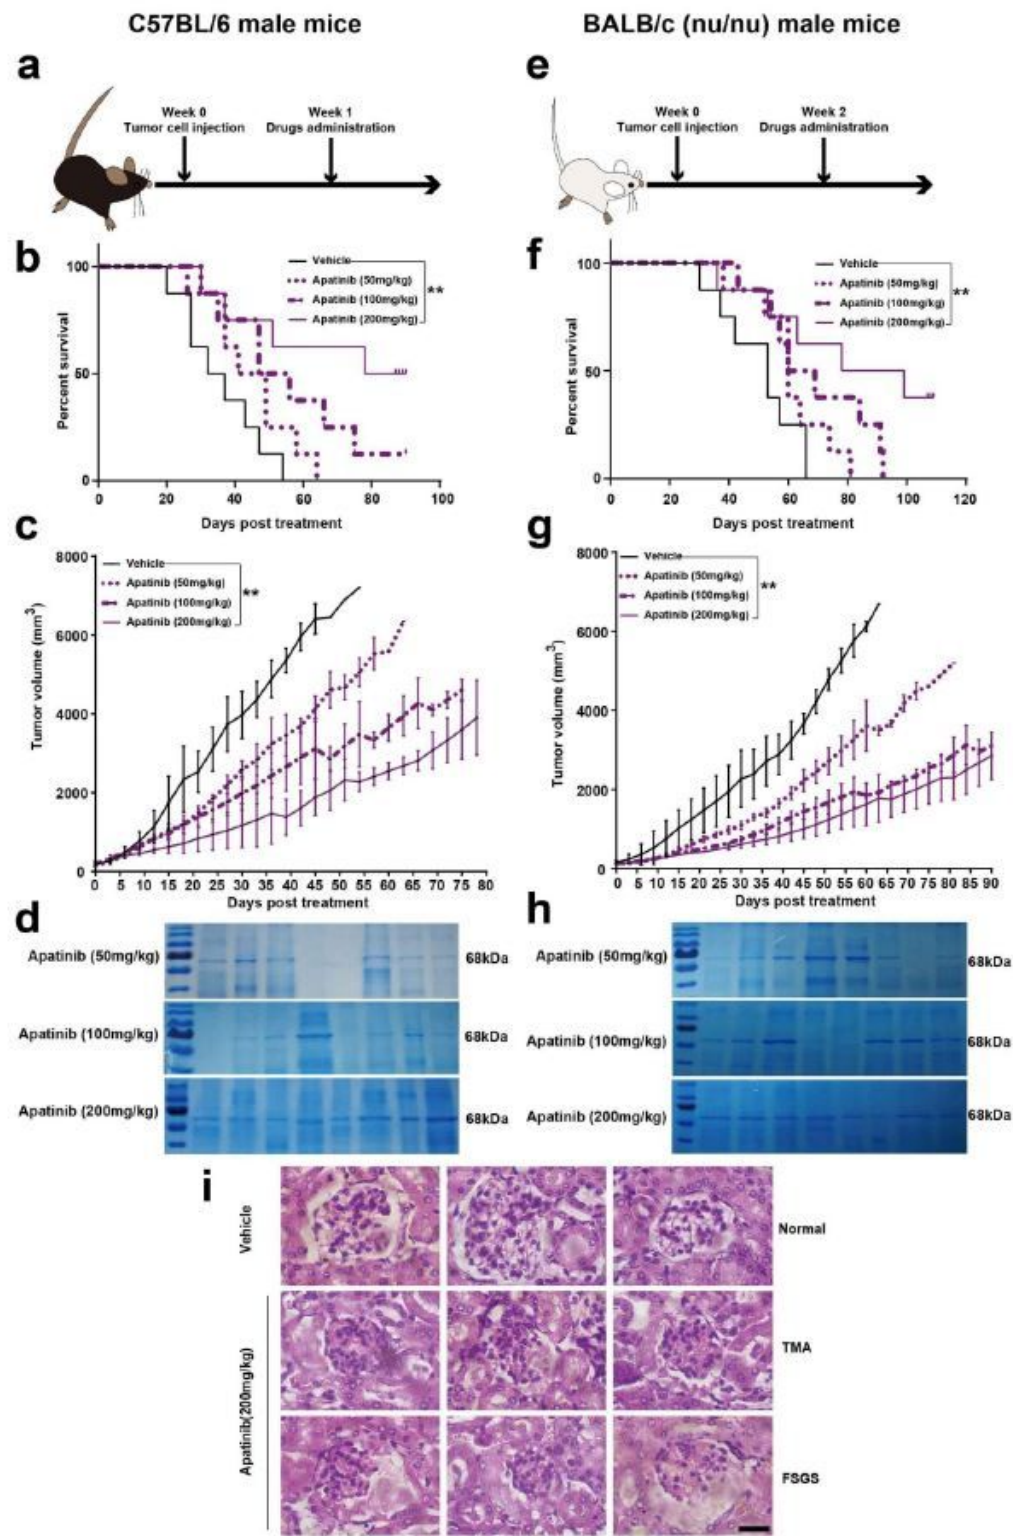 C57BL/6 male mice
BALB/c (nu/nu) male mice
a
Week 0
Tumor cell injection
Week 1
Drugs administration
e
Week 0
Tumor cell injection
Week 2
Drugs administration
b
Percent survival
100
50
0
Vehicle
Apatinib (50mg/kg)
Apatinib (100mg/kg)
Apatinib (200mg/kg)
**
0 20 40 60 80 100
Days post treatment
f
Percent survival
100
50
0
Vehicle
Apatinib (50mg/kg)
Apatinib (100mg/kg)
Apatinib (200mg/kg)
**
0 20 40 60 80 100 120
Days post treatment
c
Tumor volume (mm3)
8000
6000
4000
2000
0
Vehicle
Apatinib (50mg/kg)
Apatinib (100mg/kg)
Apatinib (200mg/kg)
**
0 5 10 15 20 25 30 35 40 45 50 55 60 65 70 75 80
Days post treatment
g
Tumor volume (mm3)
8000
6000
4000
2000
0
Vehicle
Apatinib (50mg/kg)
Apatinib (100mg/kg)
Apatinib (200mg/kg)
**
0 5 10 15 20 25 30 35 40 45 50 55 60 65 70 75 80 85 90
Days post treatment
d
Apatinib (50mg/kg) 68kDa
Apatinib (100mg/kg) 68kDa
Apatinib (200mg/kg) 68kDa
h
Apatinib (50mg/kg) 68kDa
Apatinib (100mg/kg) 68kDa
Apatinib (200mg/kg) 68kDa
i
Vehicle
Normal
Apatinib(200mg/kg)
TMA
FSGS